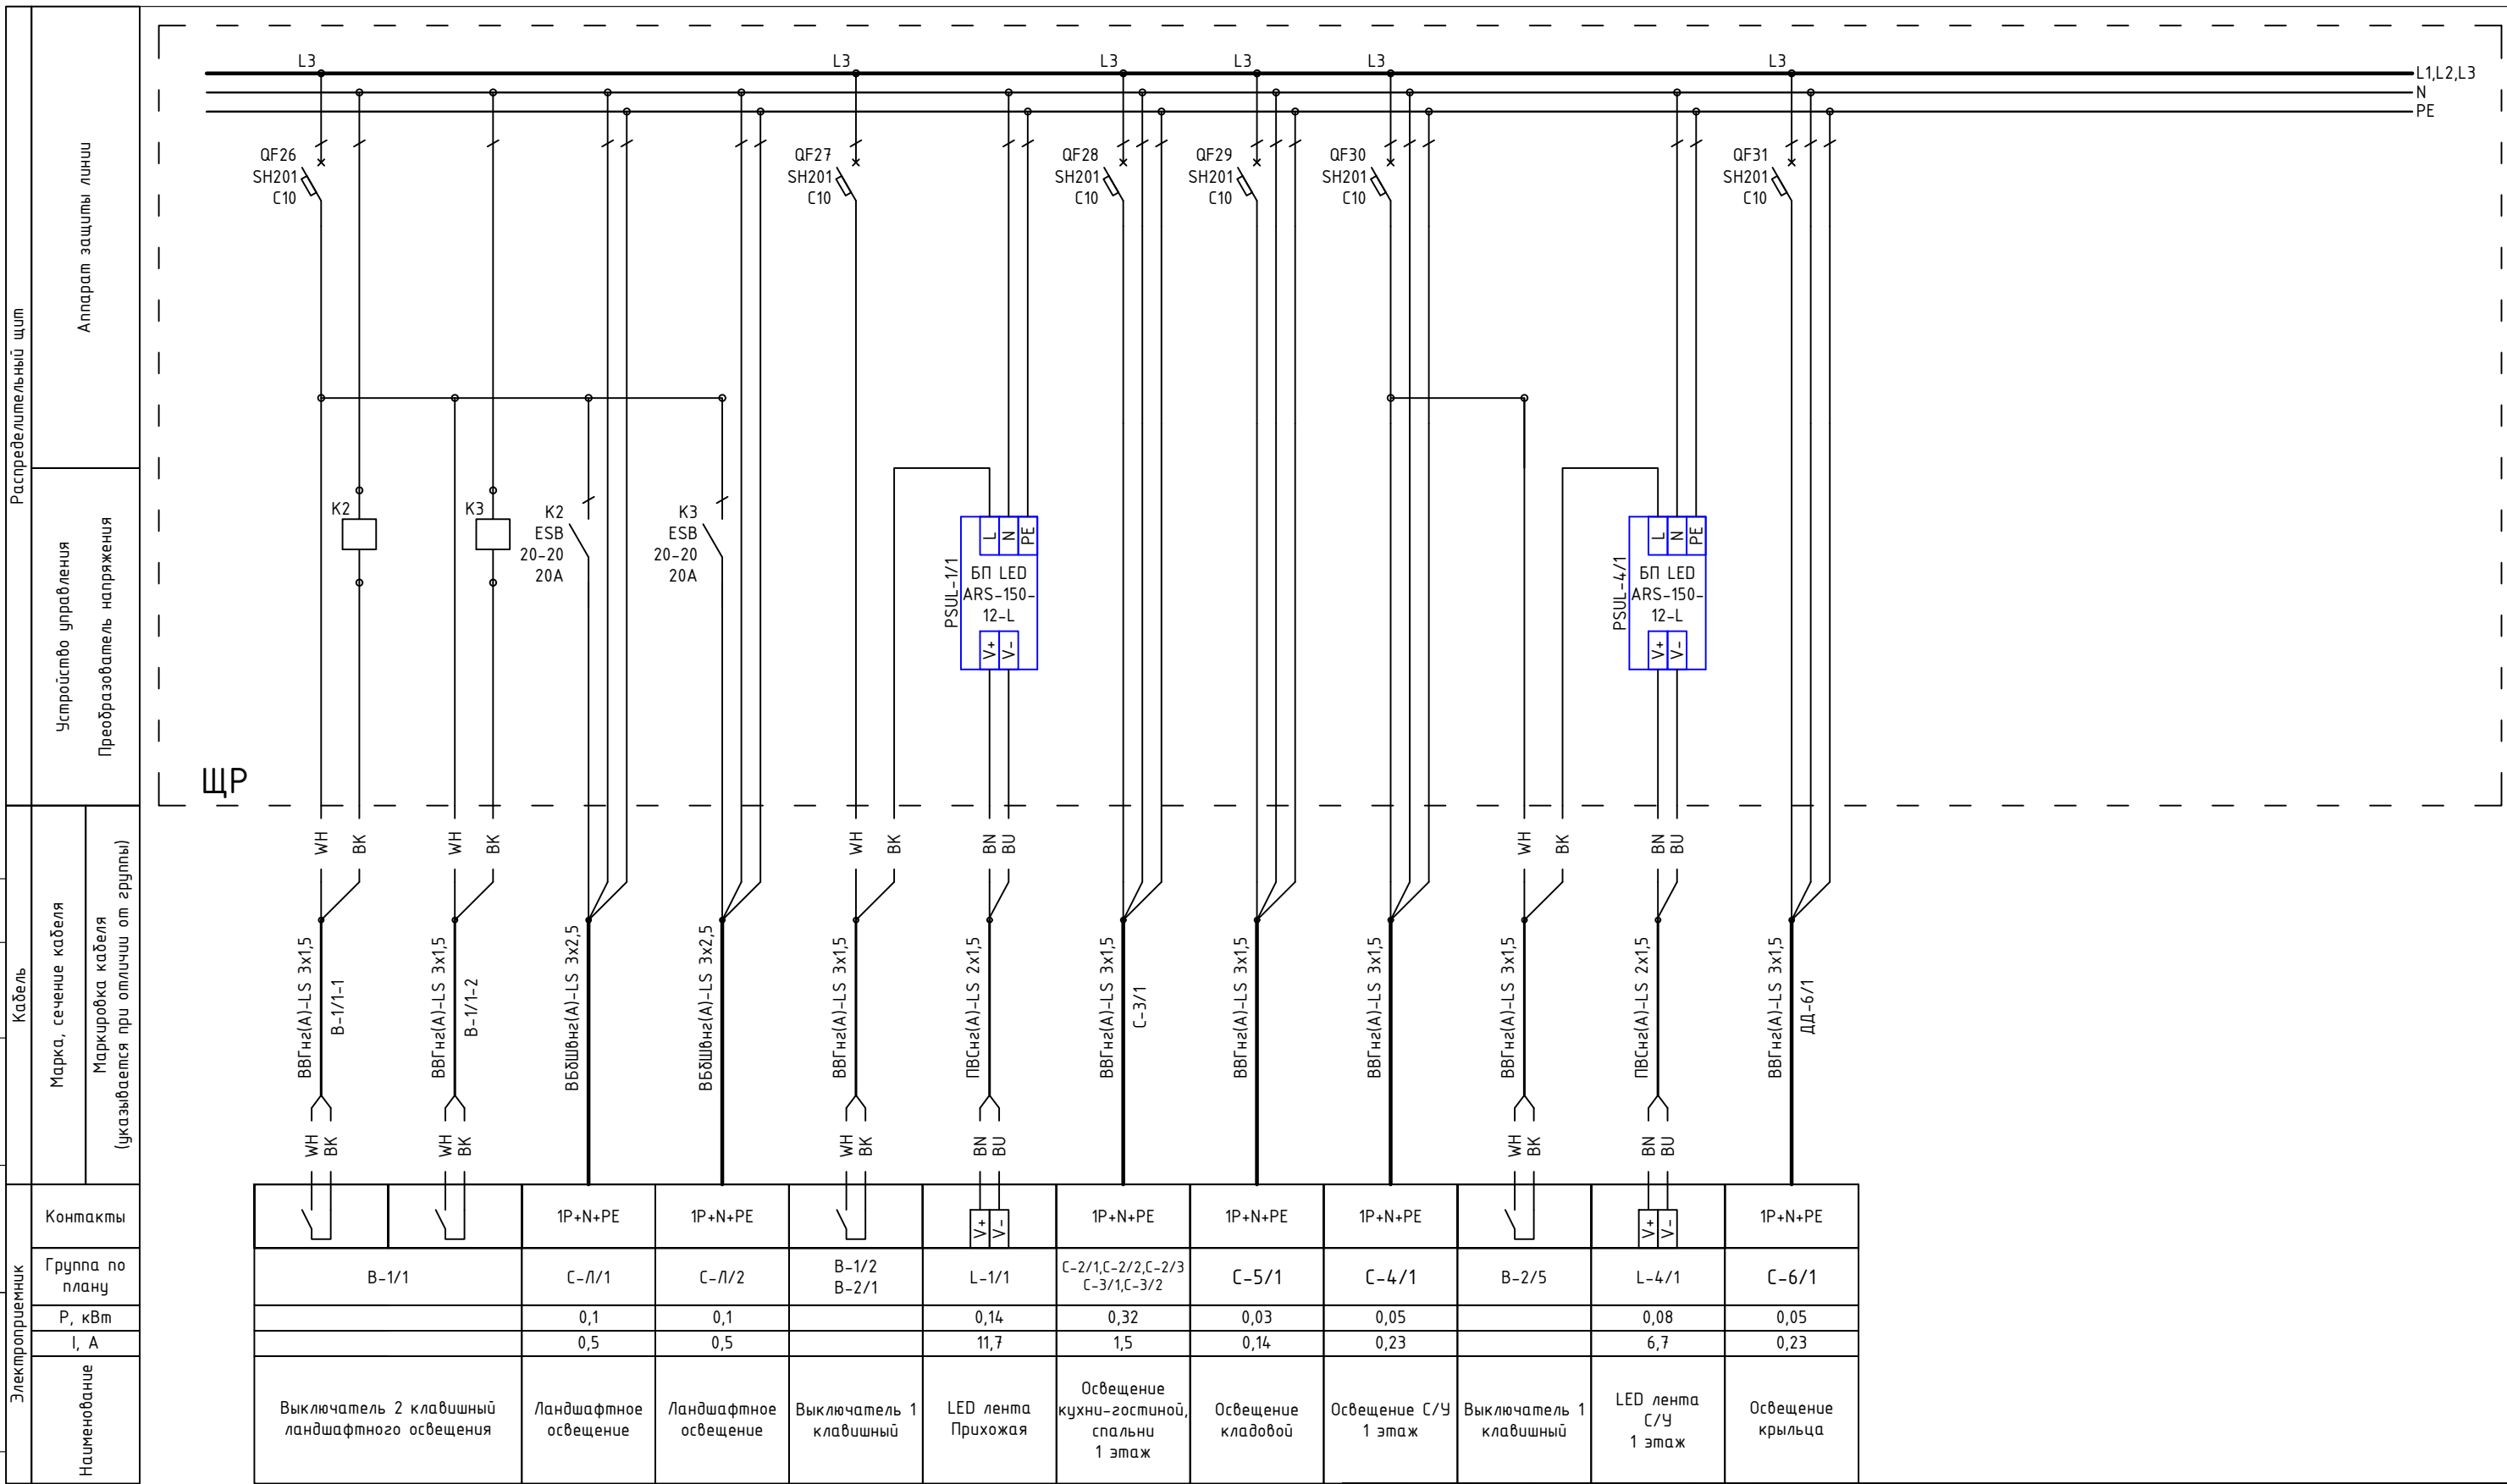 L3
L3
L3
L3
L3
L3
L1,L2,L3
N
PE
QF26
SH201
C10
QF27
SH201
C10
QF28
SH201
C10
QF29
SH201
C10
QF30
SH201
C10
QF31
SH201
C10
Распределительный щит
Аппарат защиты линии
Устройство управления
Преобразователь напряжения
K2
K3
K2
ESB
20-20
20A
K3
ESB
20-20
20A
PSUL-1/1
L
N
PE
БП LED
ARS-150-
12-L
V+
V-
PSUL-4/1
L
N
PE
БП LED
ARS-150-
12-L
V+
V-
ЩР
Кабель
Марка, сечение кабеля
Маркировка кабеля
(указывается при отличии от группы)
WH
BK
WH
BK
WH
BK
BN
BU
WH
BK
BN
BU
ВВГнг(А)-LS 3x1,5
В-1/1-1
ВВГнг(А)-LS 3x1,5
В-1/1-2
ВБбШвнг(А)-LS 3x2,5
ВБбШвнг(А)-LS 3x2,5
ВВГнг(А)-LS 3x1,5
ПВСнг(А)-LS 2x1,5
ВВГнг(А)-LS 3x1,5
С-3/1
ВВГнг(А)-LS 3x1,5
ВВГнг(А)-LS 3x1,5
ВВГнг(А)-LS 3x1,5
ПВСнг(А)-LS 2x1,5
ВВГнг(А)-LS 3x1,5
ДД-6/1
WH
BK
WH
BK
WH
BK
BN
BU
WH
BK
BN
BU
Электроприемник
Контакты
1P+N+PE
1P+N+PE
V+
V-
1P+N+PE
1P+N+PE
1P+N+PE
V+
V-
1P+N+PE
Группа по
плану
В-1/1
С-Л/1
С-Л/2
В-1/2
В-2/1
L-1/1
С-2/1,С-2/2,С-2/3
С-3/1,С-3/2
С-5/1
С-4/1
В-2/5
L-4/1
С-6/1
Р, кВт
0,1
0,1
0,14
0,32
0,03
0,05
0,08
0,05
I, А
0,5
0,5
11,7
1,5
0,14
0,23
6,7
0,23
Наименование
Выключатель 2 клавишный
ландшафтного освещения
Ландшафтное
освещение
Ландшафтное
освещение
Выключатель 1
клавишный
LED лента
Прихожая
Освещение
кухни-гостиной,
спальни
1 этаж
Освещение
кладовой
Освещение С/У
1 этаж
Выключатель 1
клавишный
LED лента
С/У
1 этаж
Освещение
крыльца